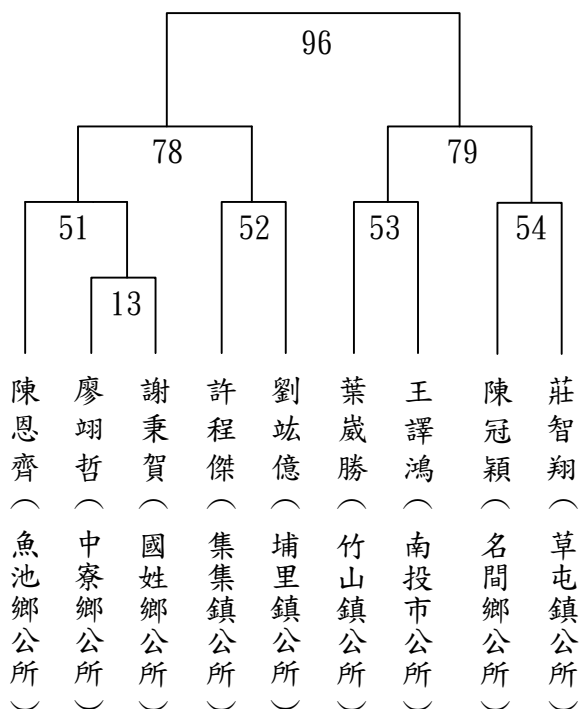 96
78
79
51
52
53
54
13
陳恩齊（魚池鄉公所）
廖翊哲（中寮鄉公所）
謝秉賀（國姓鄉公所）
許程傑（集集鎮公所）
劉竑億（埔里鎮公所）
葉崴勝（竹山鎮公所）
王譯鴻（南投市公所）
陳冠穎（名間鄉公所）
莊智翔（草屯鎮公所）